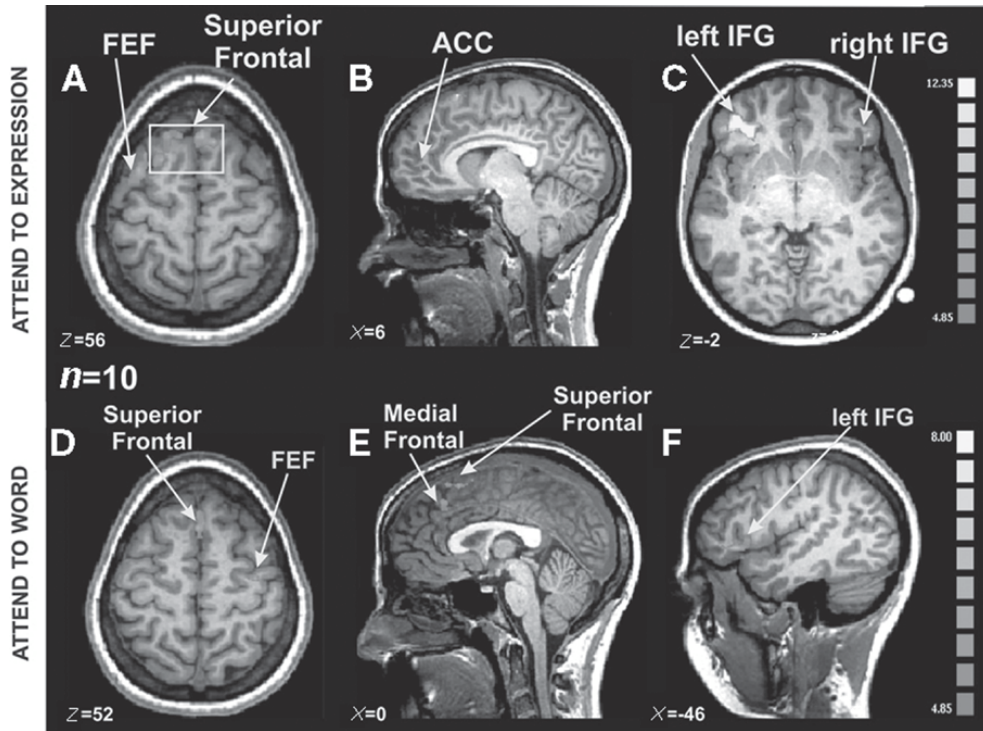 ATTEND TO EXPRESSION
A
FEF
Superior
Frontal
Z=56
B
ACC
X=6
C
left IFG
right IFG
Z=-2
12.35
4.85
n=10
ATTEND TO WORD
D
Superior
Frontal
FEF
Z=52
E
Medial
Frontal
Superior
Frontal
X=0
F
left IFG
X=-46
8.00
4.85